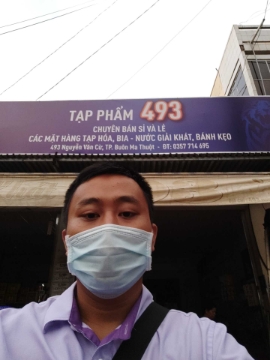 TẠP PHẨM 493
CHUYÊN BÁN SỈ VÀ LẺ
CÁC MẶT HÀNG TẠP HÓA, BIA - NƯỚC GIẢI KHÁT, BÁNH KẸO
493 Nguyễn Văn Cừ, TP. Buôn Ma Thuột - ĐT: 0357 714 695